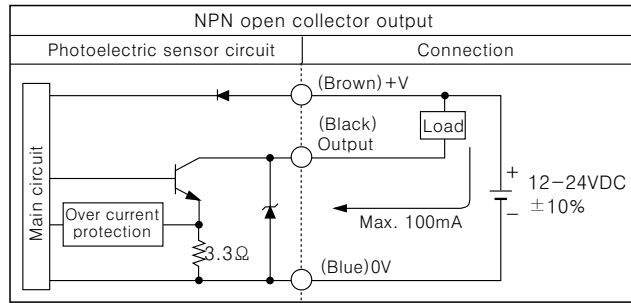 NPN open collector output
Photoelectric sensor circuit
Connection
(Brown)+V
(Black)
Output
Load
Main circuit
Over current
protection
3.3Ω
Max. 100mA
+
−
12−24VDC
±10%
(Blue)0V